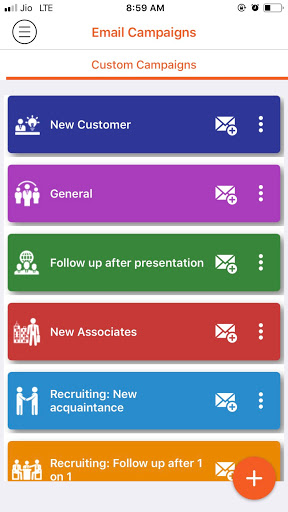 Jio LTE 8:59 AM
Email Campaigns
Custom Campaigns
New Customer
General
Follow up after presentation
New Associates
Recruiting: New
acquaintance
Recruiting: Follow up after 1
on 1